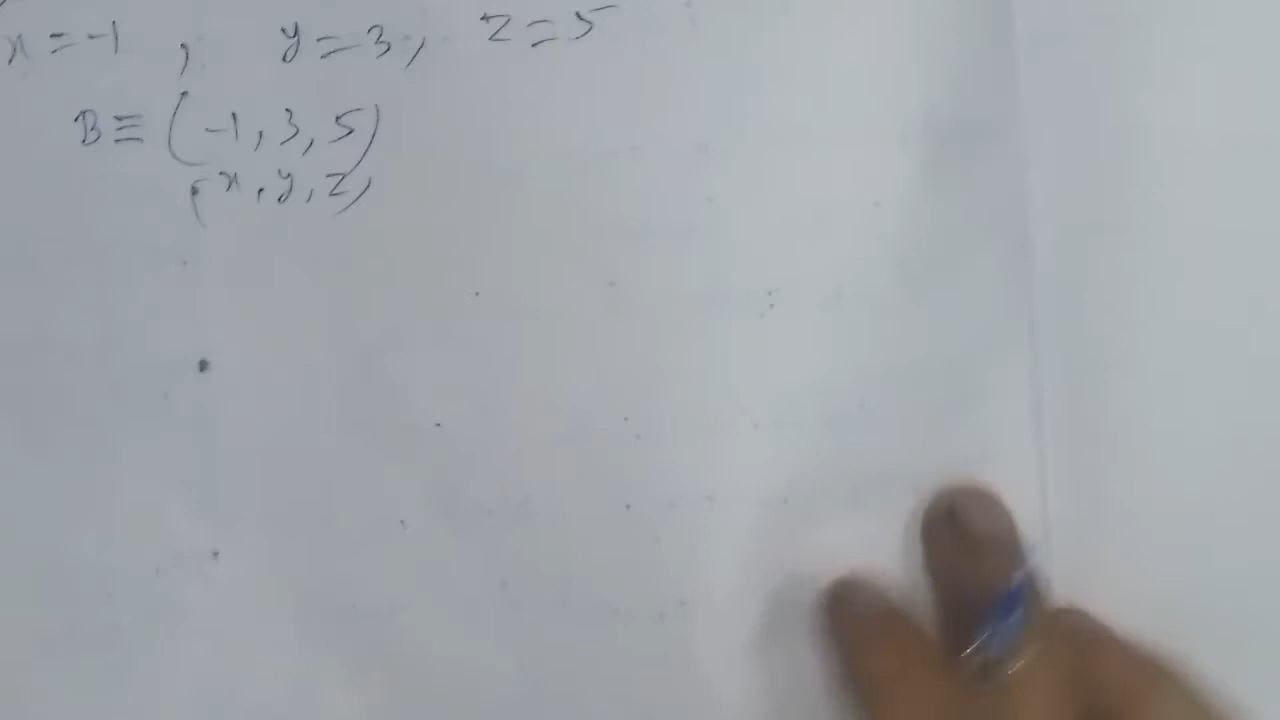 x = -1 , y = 3, z = 5
B ≡ (-1, 3, 5)
(x, y, z)